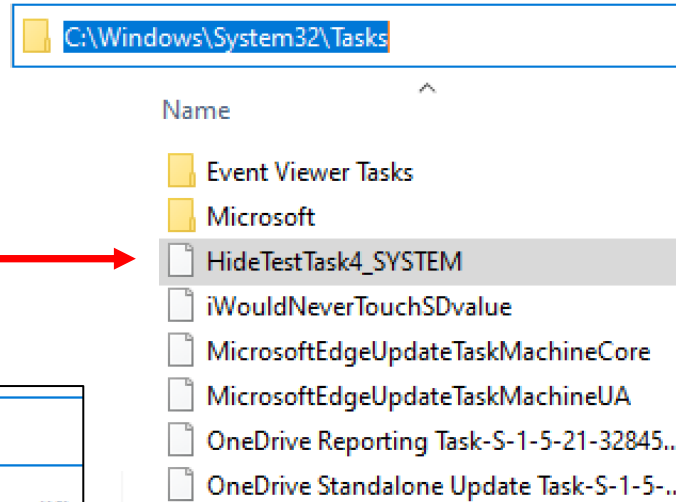 C:\Windows\System32\Tasks
Name
Event Viewer Tasks
Microsoft
HideTestTask4_SYSTEM
iWouldNeverTouchSDvalue
MicrosoftEdgeUpdateTaskMachineCore
MicrosoftEdgeUpdateTaskMachineUA
OneDrive Reporting Task-S-1-5-21-32845...
OneDrive Standalone Update Task-S-1-5-...